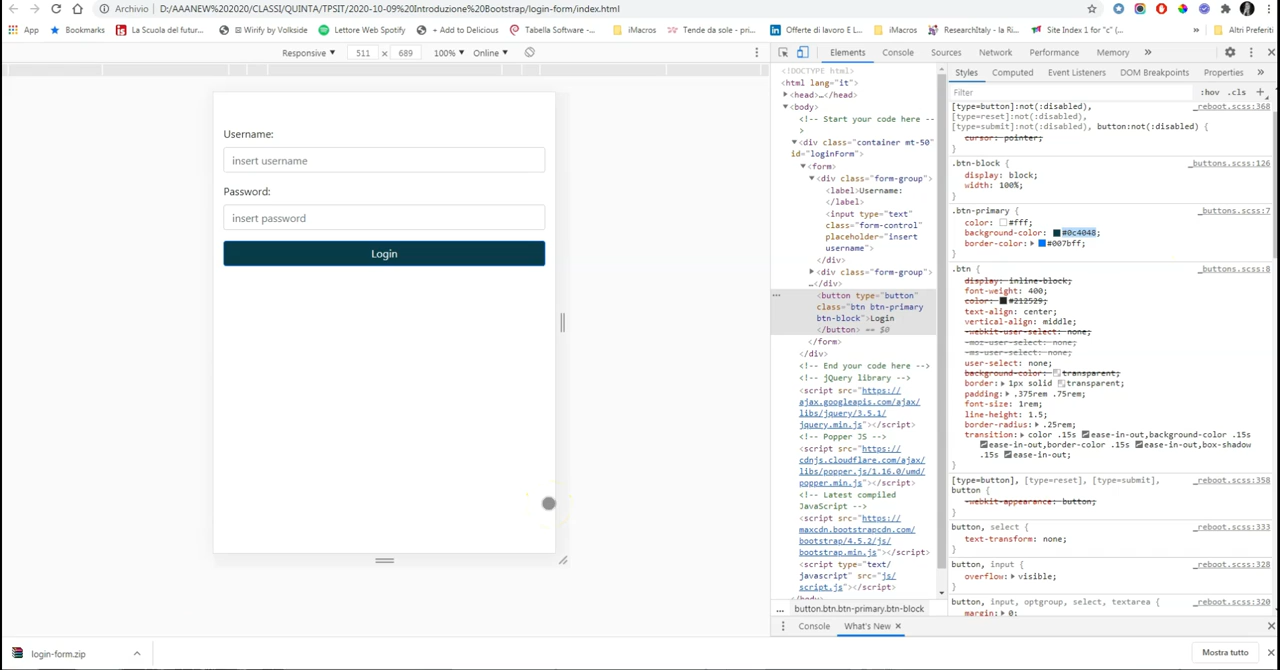 Archivio D:/AAANEW%202020/CLASSI/QUINTA/TPSIT/2020-10-09%20Introduzione%20Bootstrap/login-form/index.html
App Bookmarks La Scuola del futur... Ⅲ Wirify by Volkside Lettore Web Spotify + Add to Delicious Tabella Software -... iMacros Tende da sole - pri... Offerte di lavoro E L... iMacros ResearchItaly - la Ri... Site Index 1 for "c" (... » Altri Preferiti
Responsive ▼ 511 × 689 100% ▼ Online ▼
Elements Console Sources Network Performance Memory »
Styles Computed Event Listeners DOM Breakpoints Properties »
Filter :hov .cls +
Username:
insert username
Password:
insert password
Login
<!DOCTYPE html>
<html lang="it">
<head>…</head>
<body>
<!-- Start your code here --
>
<div class="container mt-50"
id="loginForm">
<form>
<div class="form-group">
<label>Username:
</label>
<input type="text"
class="form-control"
placeholder="insert
username">
</div>
<div class="form-group">
…</div>
<button type="button"
class="btn btn-primary
btn-block">Login
</button> == $0
</form>
</div>
<!-- End your code here -->
<!-- jQuery library -->
<script src="https://
ajax.googleapis.com/ajax/
libs/jquery/3.5.1/
jquery.min.js"></script>
<!-- Popper JS -->
<script src="https://
cdnjs.cloudflare.com/ajax/
libs/popper.js/1.16.0/umd/
popper.min.js"></script>
<!-- Latest compiled
JavaScript -->
<script src="https://
maxcdn.bootstrapcdn.com/
bootstrap/4.5.2/js/
bootstrap.min.js"></script>
<script type="text/
javascript" src="js/
script.js"></script>
</body>
... button.btn.btn-primary.btn-block
[type=button]:not(:disabled), _reboot.scss:368
[type=reset]:not(:disabled),
[type=submit]:not(:disabled), button:not(:disabled) {
cursor: pointer;
}
.btn-block { _buttons.scss:126
display: block;
width: 100%;
}
.btn-primary { _buttons.scss:7
color: #fff;
background-color: #0c4048;
border-color: #007bff;
}
.btn { _buttons.scss:8
display: inline-block;
font-weight: 400;
color: #212529;
text-align: center;
vertical-align: middle;
-webkit-user-select: none;
-moz-user-select: none;
-ms-user-select: none;
user-select: none;
background-color: transparent;
border: 1px solid transparent;
padding: .375rem .75rem;
font-size: 1rem;
line-height: 1.5;
border-radius: .25rem;
transition: color .15s ease-in-out,background-color .15s
ease-in-out,border-color .15s ease-in-out,box-shadow
.15s ease-in-out;
}
[type=button], [type=reset], [type=submit], _reboot.scss:358
button {
-webkit-appearance: button;
}
button, select { _reboot.scss:333
text-transform: none;
}
button, input { _reboot.scss:328
overflow: visible;
}
button, input, optgroup, select, textarea { _reboot.scss:320
margin: 0;
Console What's New ×
login-form.zip
Mostra tutto